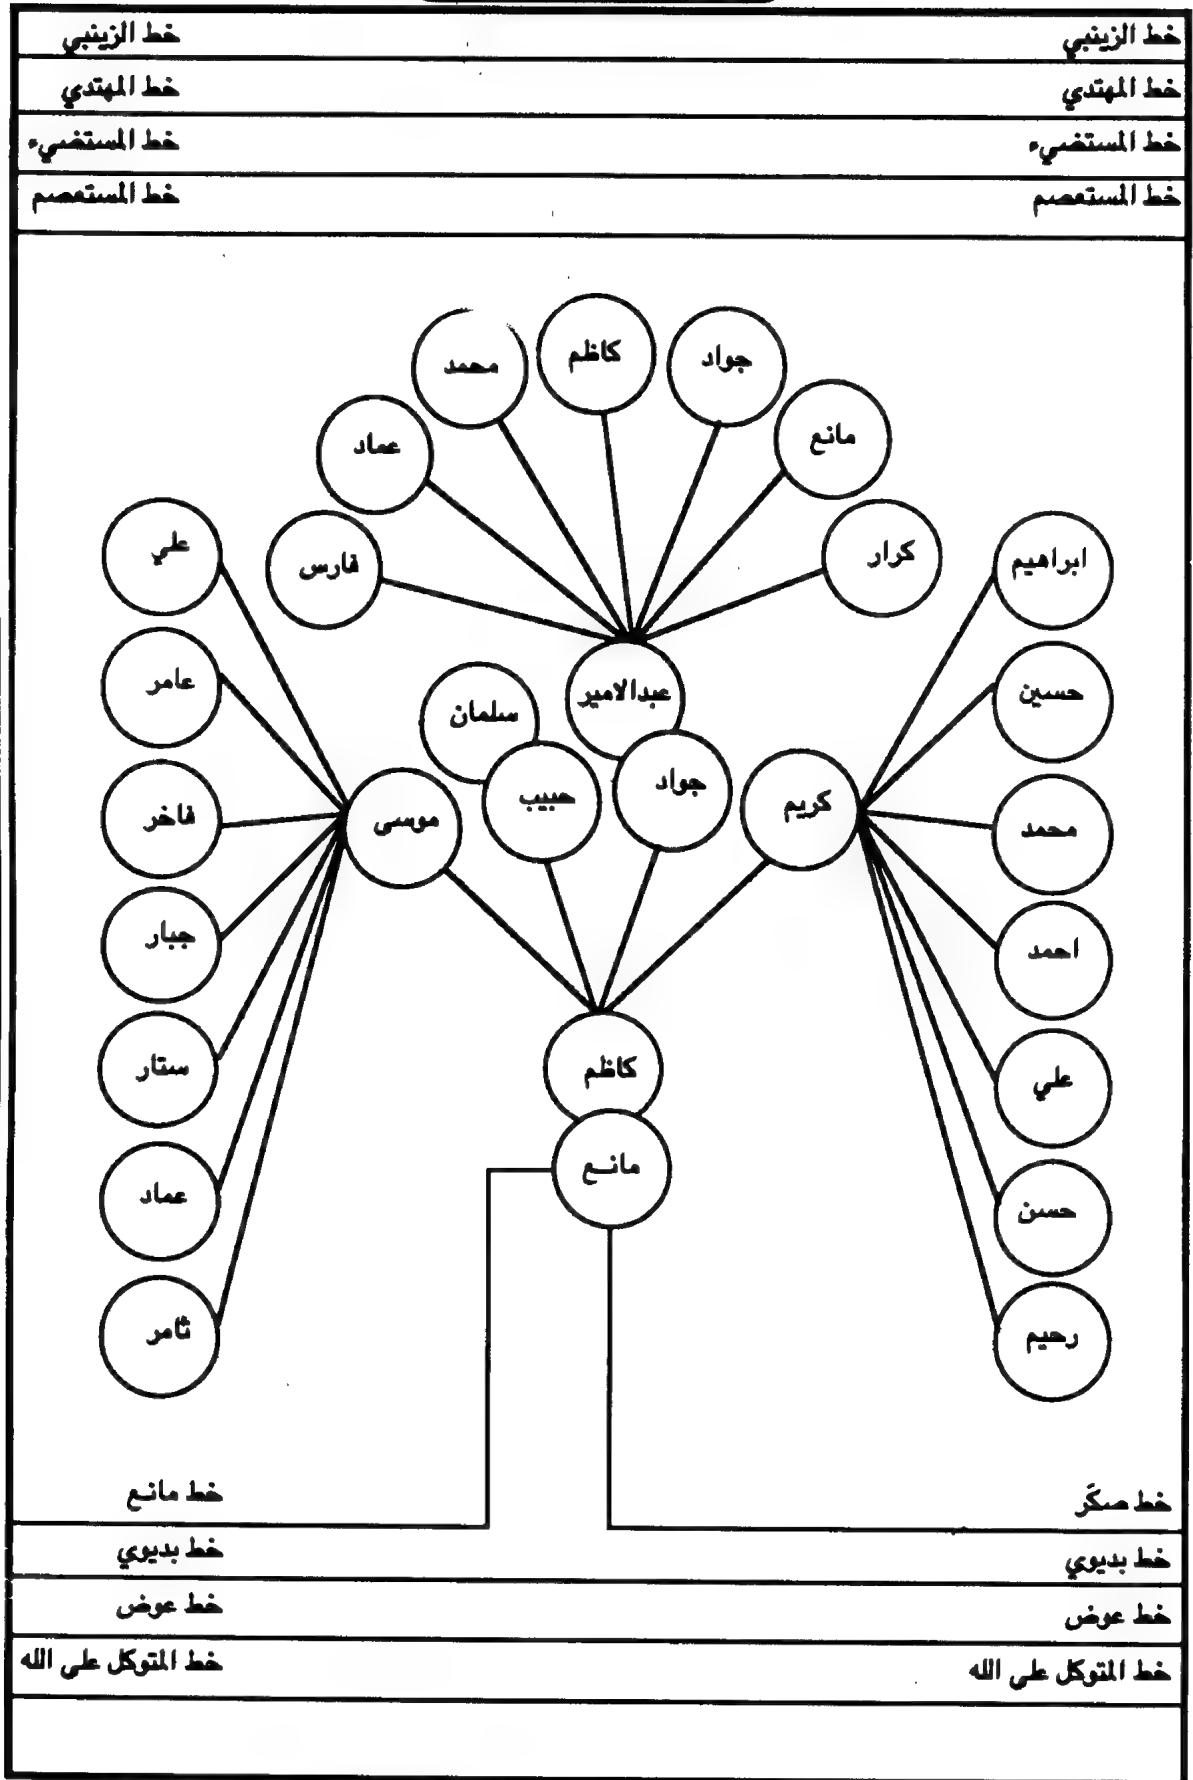 خط الزينبي
خط الزينبي
خط المهتدي
خط المهتدي
خط المستضيء
خط المستضيء
خط المستعصم
خط المستعصم
كاظم
جواد
محمد
مانع
عماد
كرار
فارس
ابراهيم
علي
عبدالامير
حسين
عامر
سلمان
جواد
حبيب
كريم
موسى
محمد
فاخر
احمد
جبار
كاظم
علي
ستار
مانـع
حسن
عماد
رحيم
ثامر
خط صكّر
خط مانـع
خط بديوي
خط بديوي
خط عوض
خط عوض
خط المتوكل على الله
خط المتوكل على الله